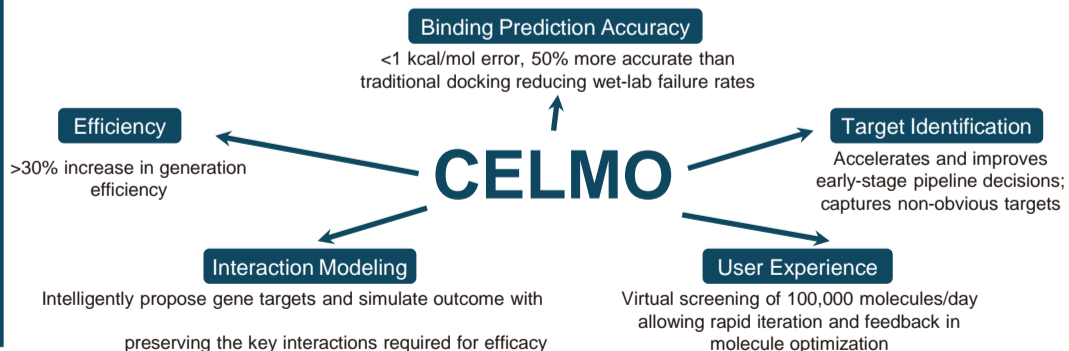 Binding Prediction Accuracy
<1 kcal/mol error, 50% more accurate than
traditional docking reducing wet-lab failure rates
Efficiency
>30% increase in generation
efficiency
CELMO
Target Identification
Accelerates and improves
early-stage pipeline decisions;
captures non-obvious targets
Interaction Modeling
Intelligently propose gene targets and simulate outcome with
preserving the key interactions required for efficacy
User Experience
Virtual screening of 100,000 molecules/day
allowing rapid iteration and feedback in
molecule optimization